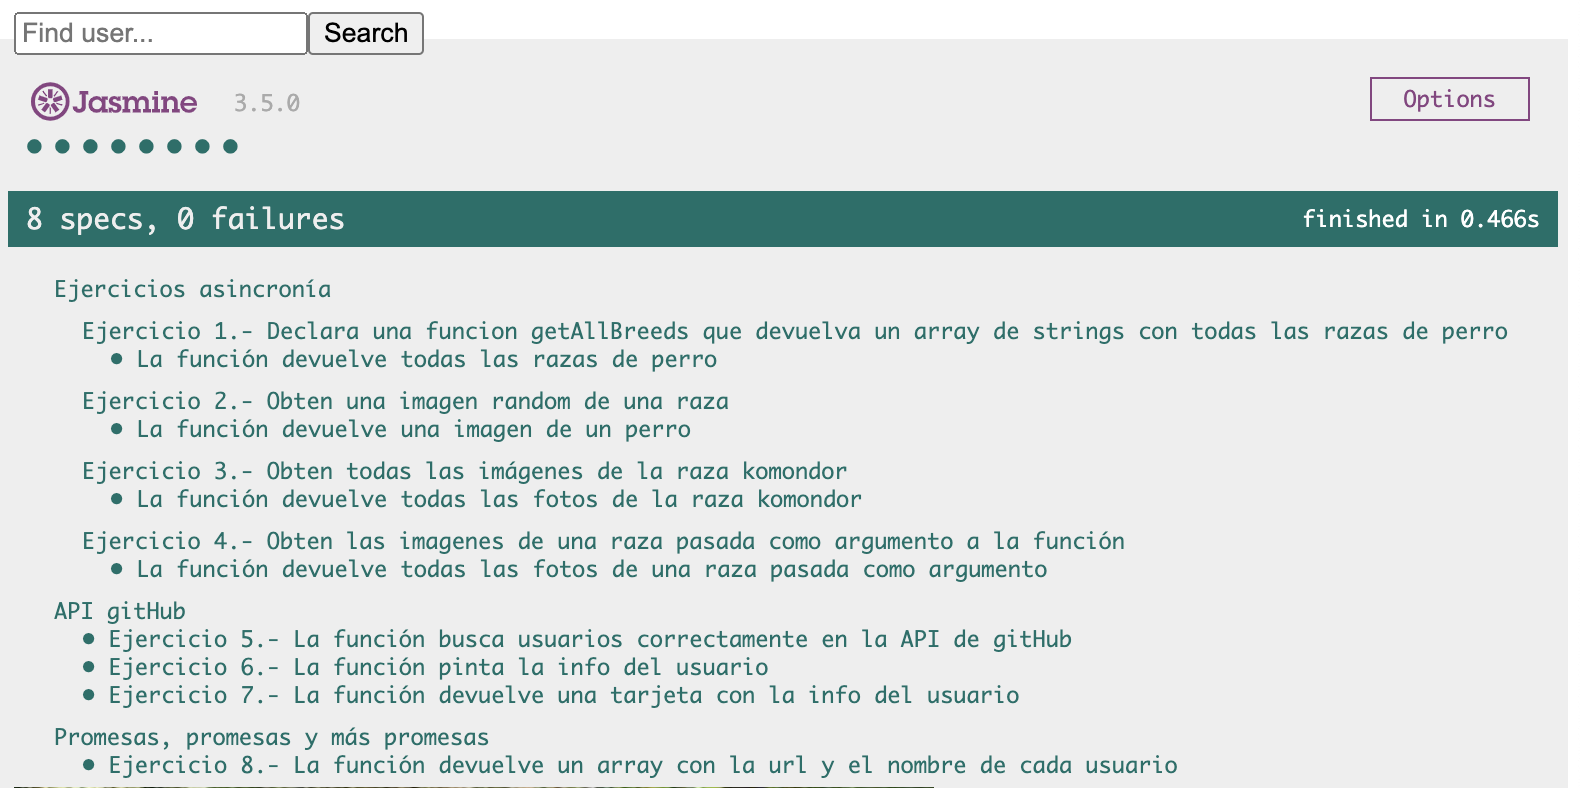 Find user... Search
Jasmine 3.5.0 Options
8 specs, 0 failures finished in 0.466s
Ejercicios asincronía
Ejercicio 1.- Declara una funcion getAllBreeds que devuelva un array de strings con todas las razas de perro
• La función devuelve todas las razas de perro
Ejercicio 2.- Obten una imagen random de una raza
• La función devuelve una imagen de un perro
Ejercicio 3.- Obten todas las imágenes de la raza komondor
• La función devuelve todas las fotos de la raza komondor
Ejercicio 4.- Obten las imagenes de una raza pasada como argumento a la función
• La función devuelve todas las fotos de una raza pasada como argumento
API gitHub
• Ejercicio 5.- La función busca usuarios correctamente en la API de gitHub
• Ejercicio 6.- La función pinta la info del usuario
• Ejercicio 7.- La función devuelve una tarjeta con la info del usuario
Promesas, promesas y más promesas
• Ejercicio 8.- La función devuelve un array con la url y el nombre de cada usuario